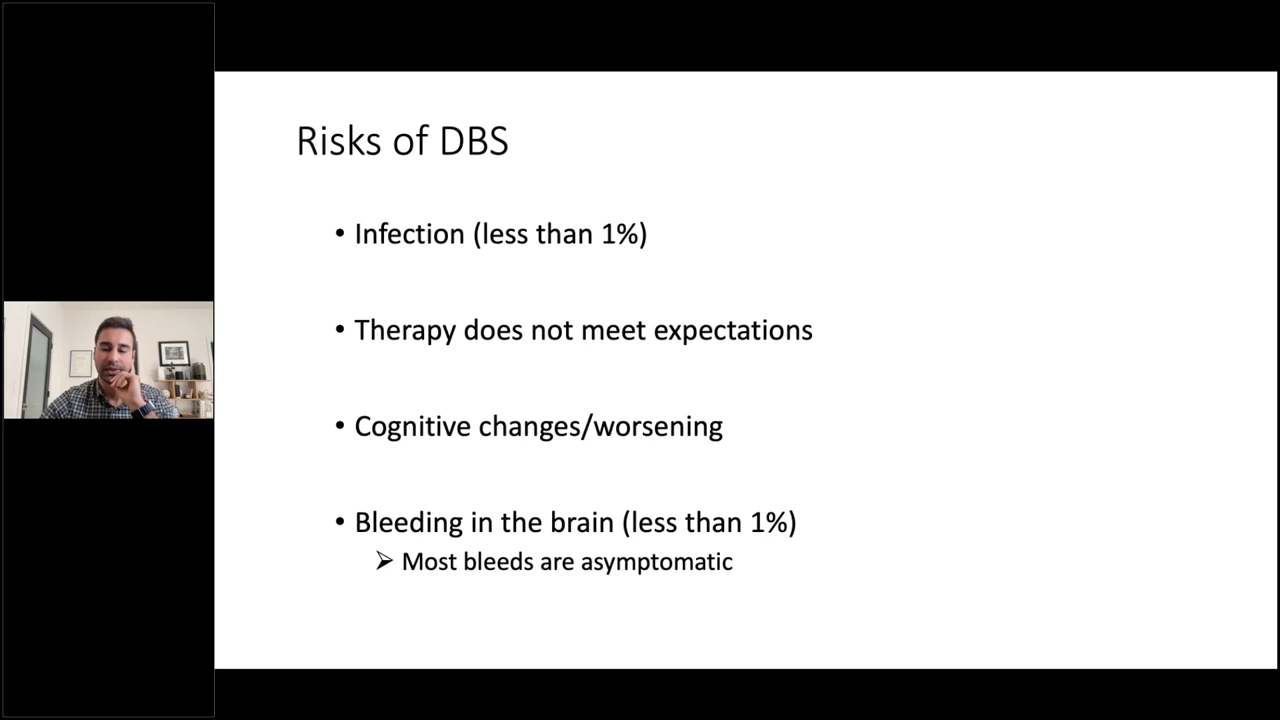 Risks of DBS
• Infection (less than 1%)
• Therapy does not meet expectations
• Cognitive changes/worsening
• Bleeding in the brain (less than 1%)
➢ Most bleeds are asymptomatic